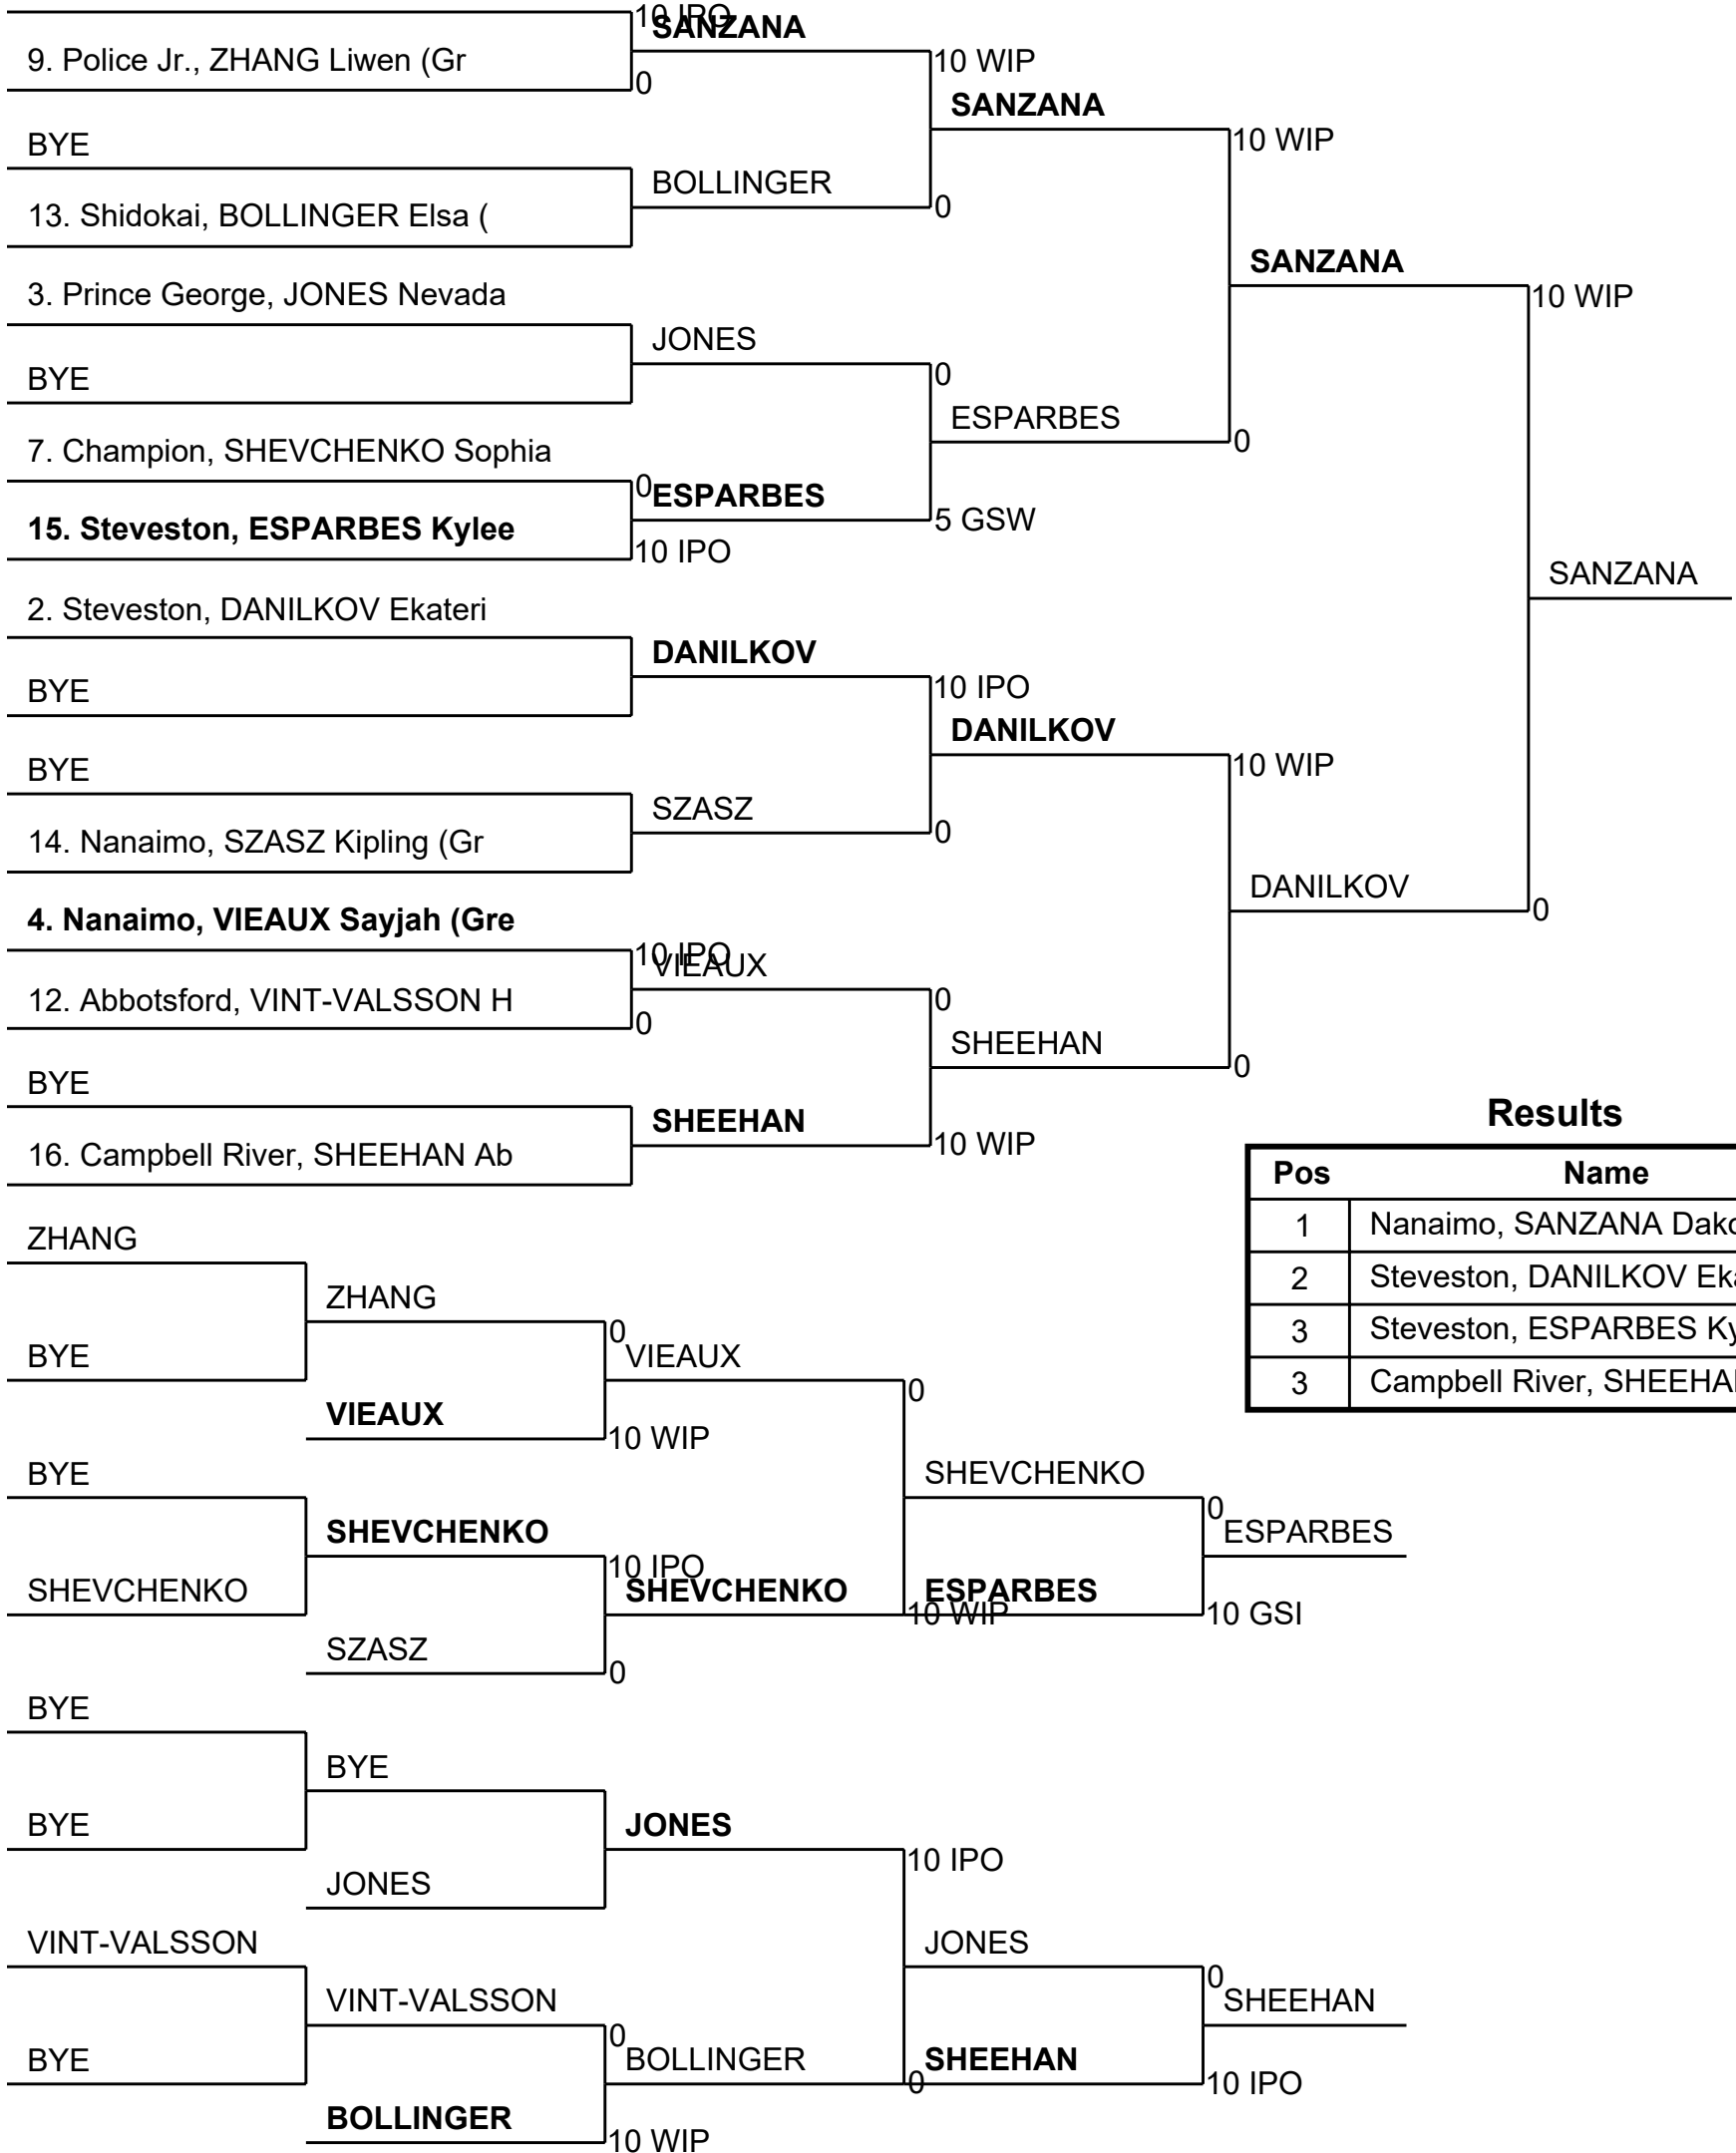 10 IPO
SANZANA
9. Police Jr., ZHANG Liwen (Gr
10 WIP
0
SANZANA
BYE
10 WIP
BOLLINGER
13. Shidokai, BOLLINGER Elsa (
0
SANZANA
3. Prince George, JONES Nevada
10 WIP
JONES
BYE
0
ESPARBES
7. Champion, SHEVCHENKO Sophia
0
0
ESPARBES
15. Steveston, ESPARBES Kylee
5 GSW
10 IPO
SANZANA
2. Steveston, DANILKOV Ekateri
DANILKOV
BYE
10 IPO
DANILKOV
BYE
10 WIP
SZASZ
14. Nanaimo, SZASZ Kipling (Gr
0
DANILKOV
4. Nanaimo, VIEAUX Sayjah (Gre
0
10 IPO
VIEAUX
12. Abbotsford, VINT-VALSSON H
0
0
SHEEHAN
BYE
0
SHEEHAN
16. Campbell River, SHEEHAN Ab
10 WIP
Results
Pos Name
1 Nanaimo, SANZANA Dako
2 Steveston, DANILKOV Eka
3 Steveston, ESPARBES Ky
3 Campbell River, SHEEHA
ZHANG
ZHANG
BYE
0
VIEAUX
0
VIEAUX
10 WIP
BYE
SHEVCHENKO
0
SHEVCHENKO
ESPARBES
10 IPO
SHEVCHENKO
SHEVCHENKO
ESPARBES
10 WIP
10 GSI
SZASZ
0
BYE
BYE
BYE
JONES
10 IPO
JONES
VINT-VALSSON
JONES
0
VINT-VALSSON
SHEEHAN
0
BYE
BOLLINGER
SHEEHAN
0
10 IPO
BOLLINGER
10 WIP